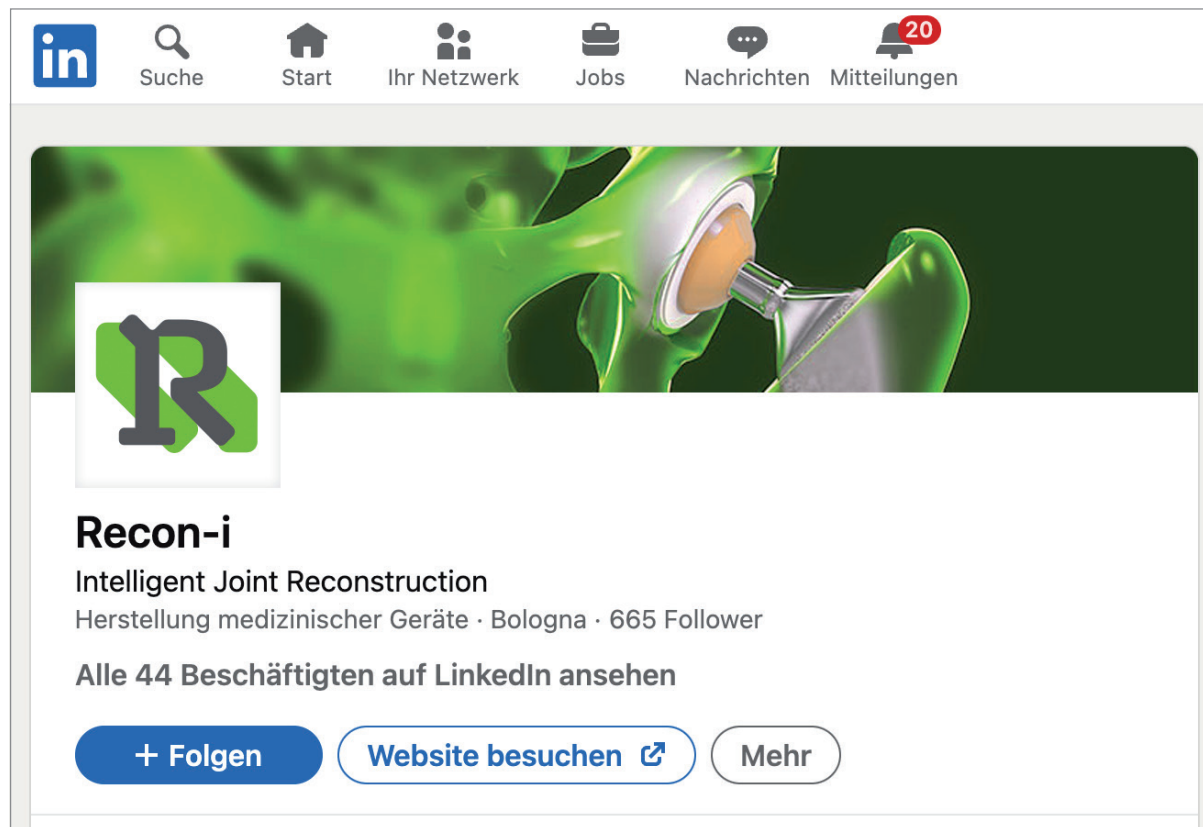 in
20
Suche
Start
Ihr Netzwerk
Jobs
Nachrichten
Mitteilungen
R
Recon-i
Intelligent Joint Reconstruction
Herstellung medizinischer Geräte · Bologna · 665 Follower
Alle 44 Beschäftigten auf LinkedIn ansehen
+ Folgen
Website besuchen
Mehr